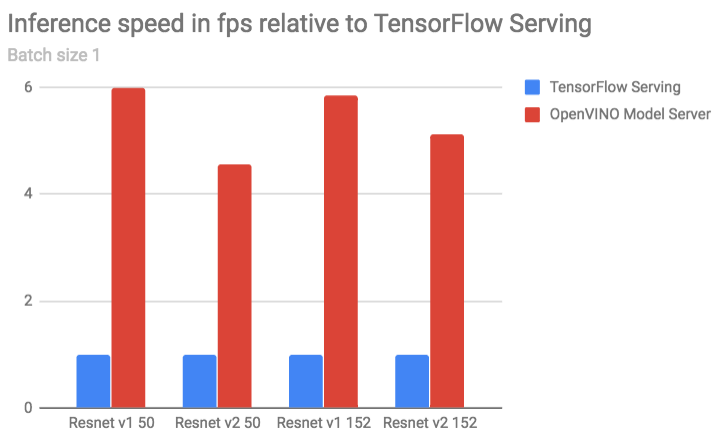 Inference speed in fps relative to TensorFlow Serving
Batch size 1
TensorFlow Serving
OpenVINO Model Server
6
4
2
0
Resnet v1 50
Resnet v2 50
Resnet v1 152
Resnet v2 152